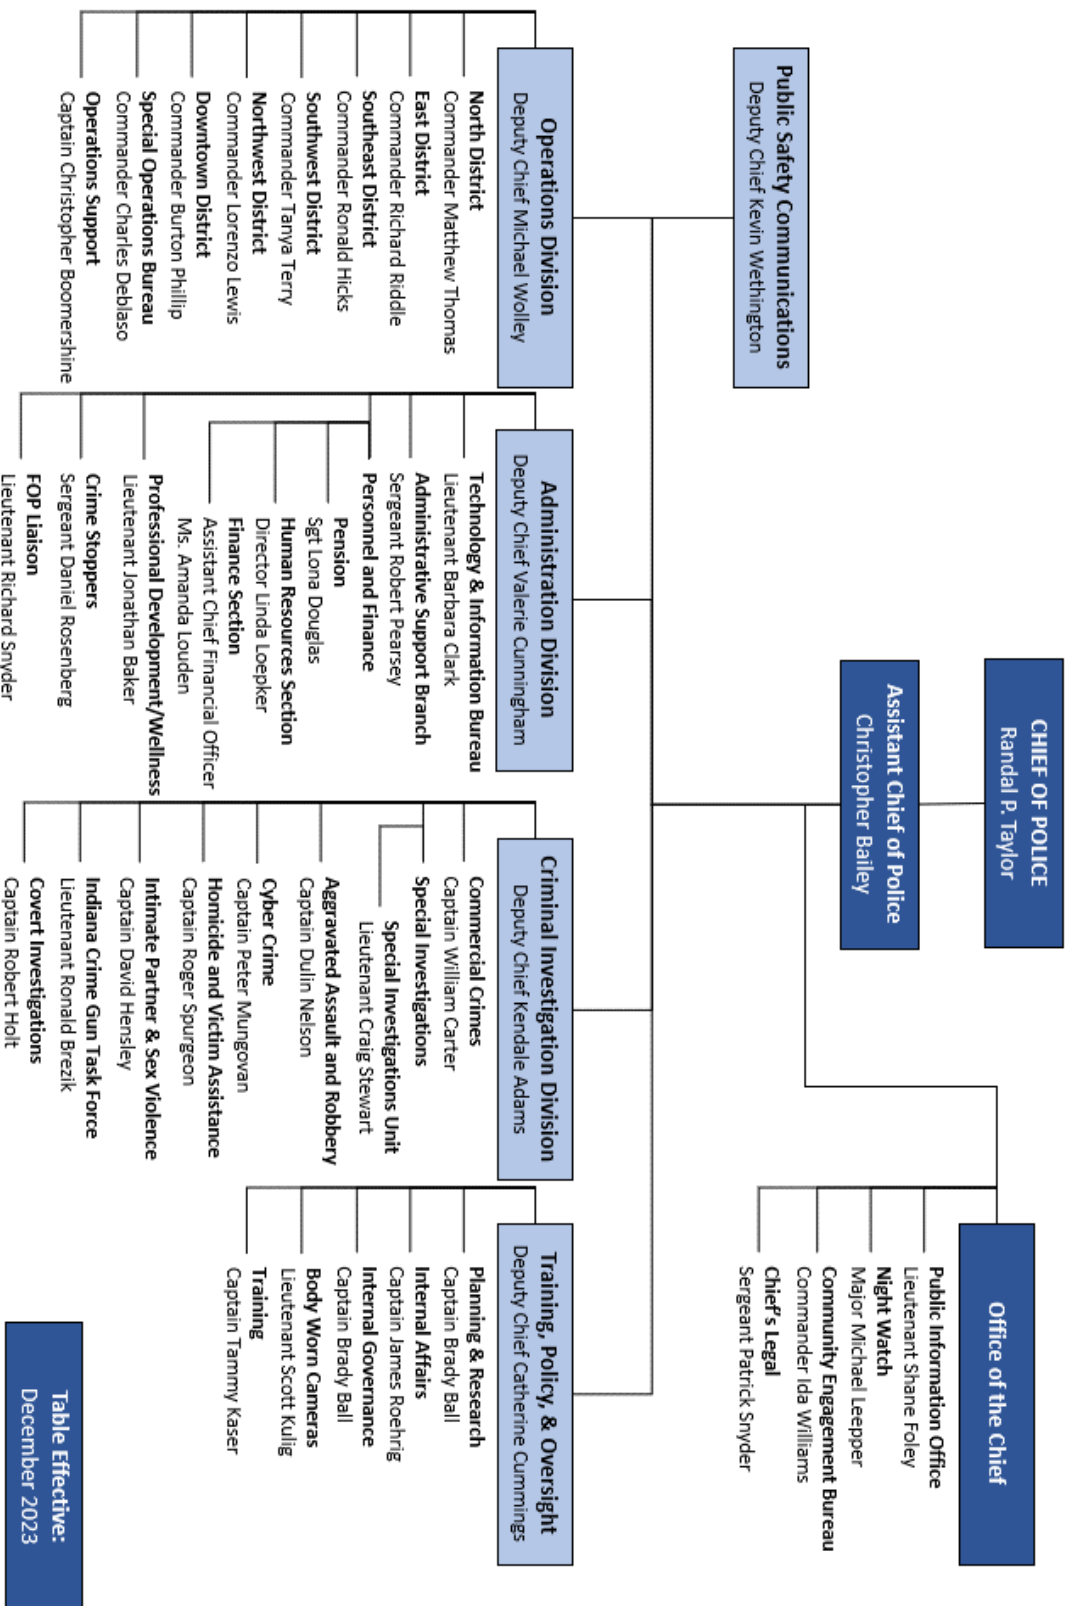 CHIEF OF POLICE
Randal P. Taylor
Assistant Chief of Police
Christopher Bailey
Office of the Chief
Public Information Office
Lieutenant Shane Foley
Night Watch
Major Michael Leepper
Community Engagement Bureau
Commander Ida Williams
Chief's Legal
Sergeant Patrick Snyder
Public Safety Communications
Deputy Chief Kevin Wethington
Operations Division
Deputy Chief Michael Wolley
North District
Commander Matthew Thomas
East District
Commander Richard Riddle
Southeast District
Commander Ronald Hicks
Southwest District
Commander Tanya Terry
Northwest District
Commander Lorenzo Lewis
Downtown District
Commander Burton Phillip
Special Operations Bureau
Commander Charles Deblaso
Operations Support
Captain Christopher Boomershine
Administration Division
Deputy Chief Valerie Cunningham
Technology & Information Bureau
Lieutenant Barbara Clark
Administrative Support Branch
Sergeant Robert Pearsey
Personnel and Finance
Pension
Sgt Lona Douglas
Human Resources Section
Director Linda Loepker
Finance Section
Assistant Chief Financial Officer
Ms. Amanda Louden
Professional Development/Wellness
Lieutenant Jonathan Baker
Crime Stoppers
Sergeant Daniel Rosenberg
FOP Liaison
Lieutenant Richard Snyder
Criminal Investigation Division
Deputy Chief Kendale Adams
Commercial Crimes
Captain William Carter
Special Investigations
Special Investigations Unit
Lieutenant Craig Stewart
Aggravated Assault and Robbery
Captain Dulin Nelson
Cyber Crime
Captain Peter Mungovan
Homicide and Victim Assistance
Captain Roger Spurgeon
Intimate Partner & Sex Violence
Captain David Hensley
Indiana Crime Gun Task Force
Lieutenant Ronald Brezik
Covert Investigations
Captain Robert Holt
Training, Policy, & Oversight
Deputy Chief Catherine Cummings
Planning & Research
Captain Brady Ball
Internal Affairs
Captain James Roehrig
Internal Governance
Captain Brady Ball
Body Worn Cameras
Lieutenant Scott Kulig
Training
Captain Tammy Kaser
Table Effective:
December 2023